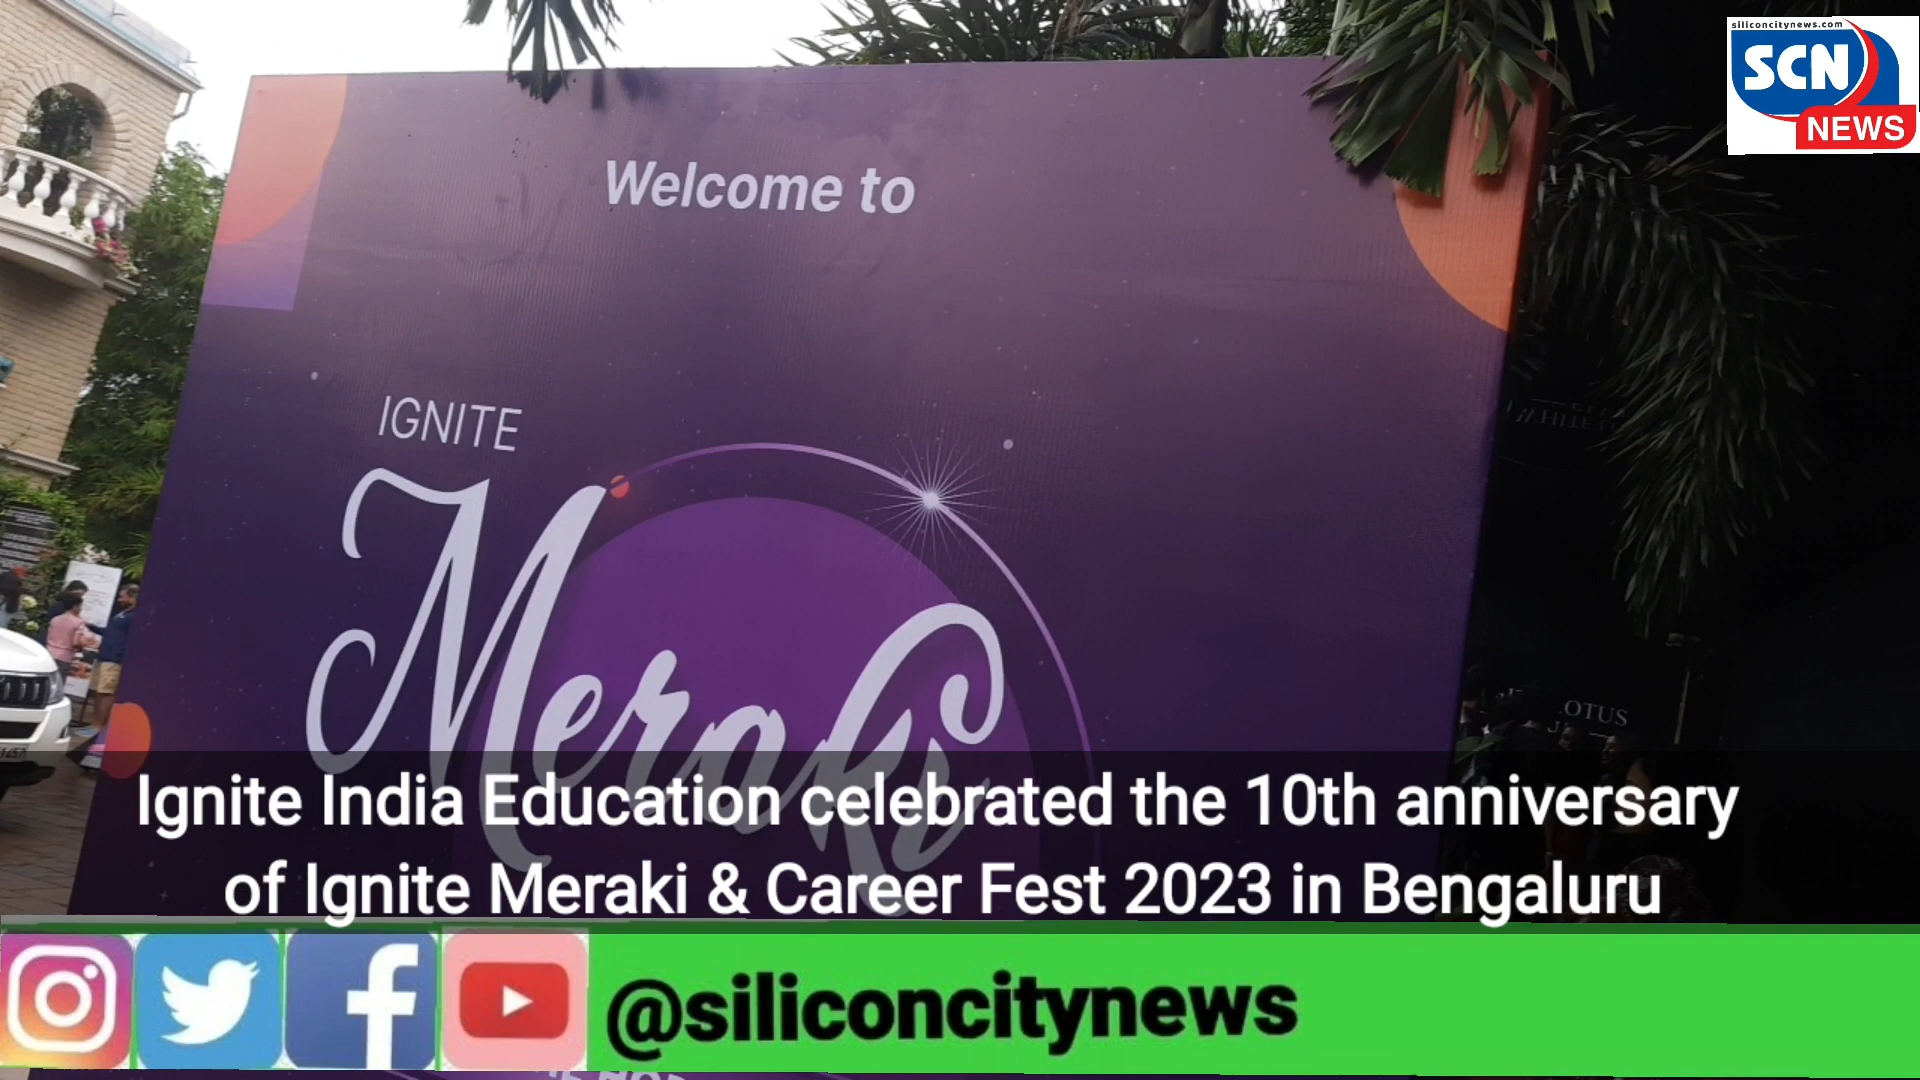 siliconcitynews.com
SCN
NEWS
Welcome to
IGNITE
Meraki
LOTUS
Ignite India Education celebrated the 10th anniversary
of Ignite Meraki & Career Fest 2023 in Bengaluru
@siliconcitynews